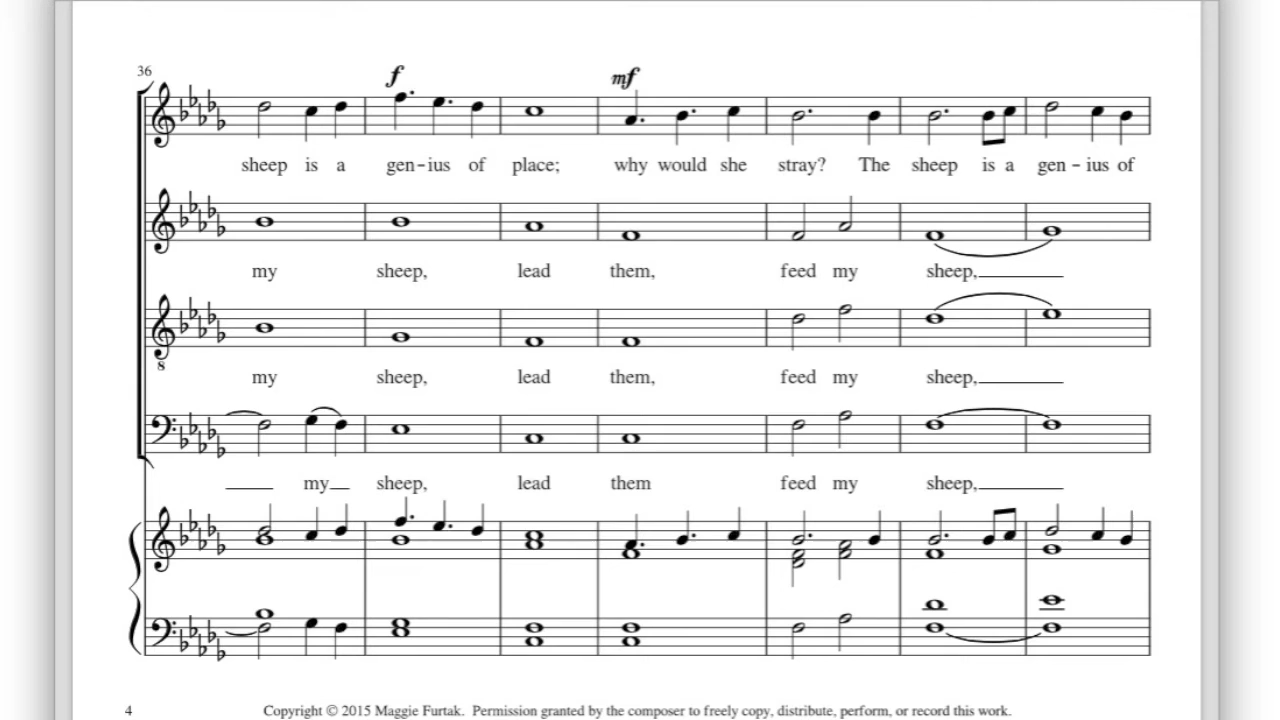 36
f mf
sheep is a gen-ius of place; why would she stray? The sheep is a gen-ius of
my sheep, lead them, feed my sheep,
8
my sheep, lead them, feed my sheep,
my sheep, lead them feed my sheep,
4 Copyright © 2015 Maggie Furtak. Permission granted by the composer to freely copy, distribute, perform, or record this work.